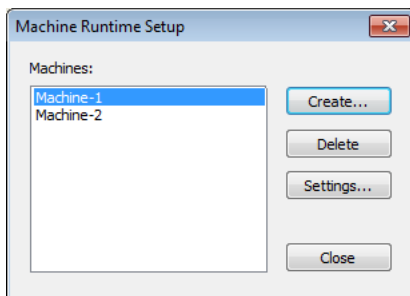 Machine Runtime Setup
Machines:
Machine-1
Machine-2
Create...
Delete
Settings...
Close